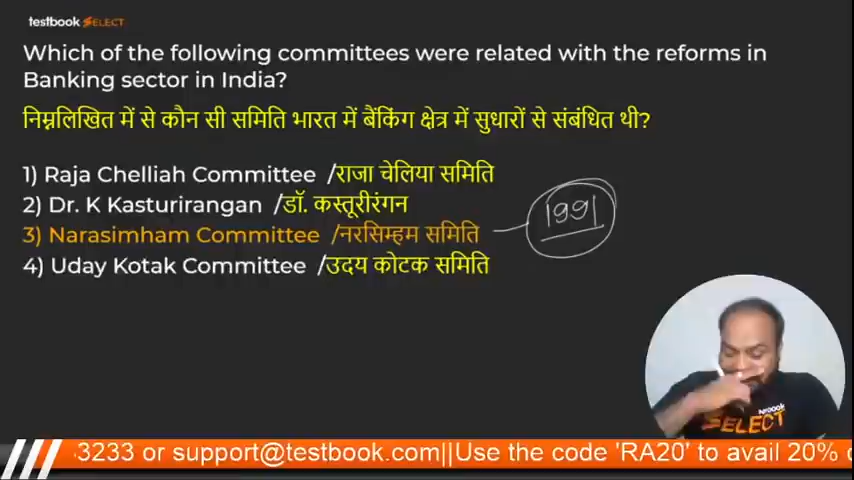 testbook SELECT
Which of the following committees were related with the reforms in
Banking sector in India?
निम्नलिखित में से कौन सी समिति भारत में बैंकिंग क्षेत्र में सुधारों से संबंधित थी?
1) Raja Chelliah Committee /राजा चेलिया समिति
2) Dr. K Kasturirangan /डॉ. कस्तूरीरंगन
3) Narasimham Committee /नरसिम्हम समिति
1991
4) Uday Kotak Committee /उदय कोटक समिति
testbook
SELECT
3233 or support@testbook.com||Use the code 'RA20' to avail 20%